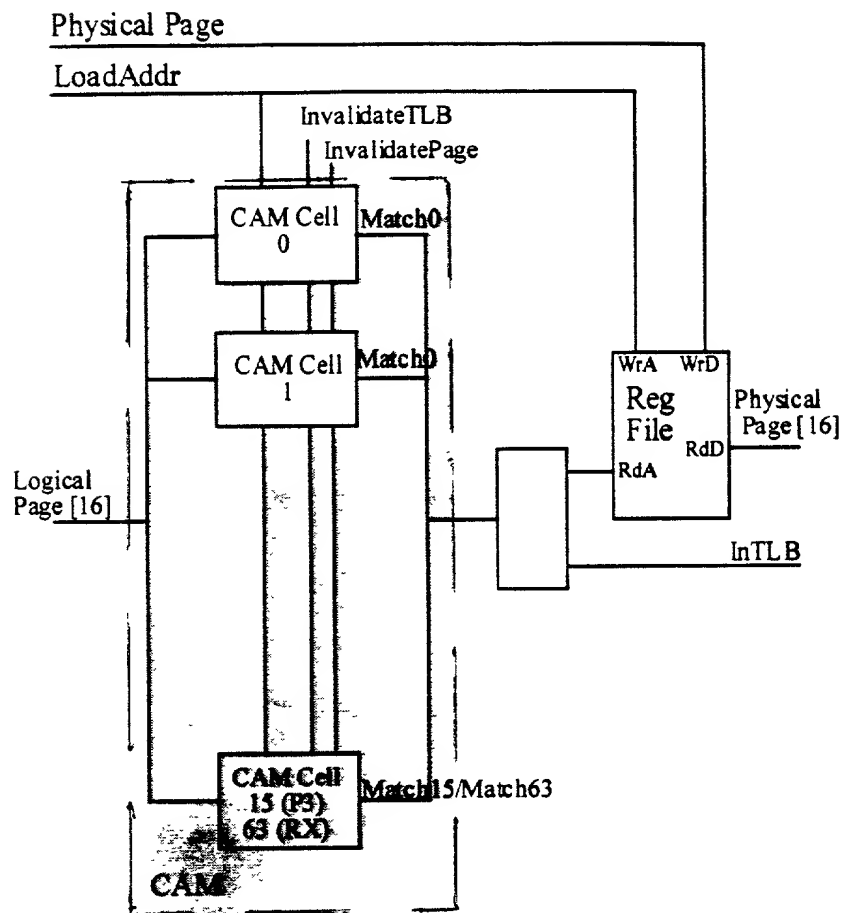 Physical Page
LoadAddr
InvalidateTLB
InvalidatePage
CAM Cell
0
Match0
CAM Cell
1
Match0
WrA WrD
Reg
File
RdD
RdA
Physical
Page[16]
Logical
Page [16]
InTLB
CAM Cell
15 (P3)
63 (RX)
Match15/Match63
CAM